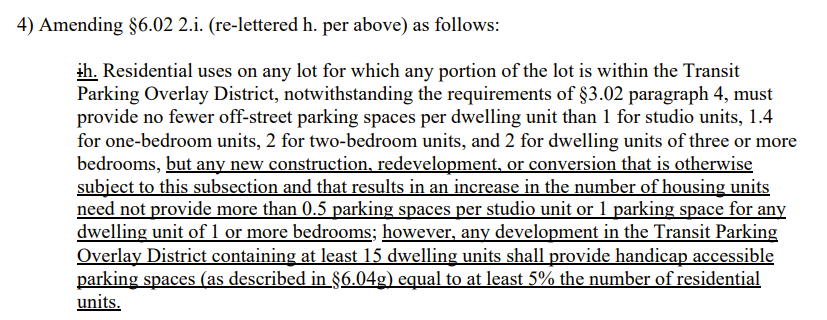 4) Amending §6.02 2.i. (re-lettered h. per above) as follows:
ih. Residential uses on any lot for which any portion of the lot is within the Transit
Parking Overlay District, notwithstanding the requirements of §3.02 paragraph 4, must
provide no fewer off-street parking spaces per dwelling unit than 1 for studio units, 1.4
for one-bedroom units, 2 for two-bedroom units, and 2 for dwelling units of three or more
bedrooms, but any new construction, redevelopment, or conversion that is otherwise
subject to this subsection and that results in an increase in the number of housing units
need not provide more than 0.5 parking spaces per studio unit or 1 parking space for any
dwelling unit of 1 or more bedrooms; however, any development in the Transit Parking
Overlay District containing at least 15 dwelling units shall provide handicap accessible
parking spaces (as described in §6.04g) equal to at least 5% the number of residential
units.